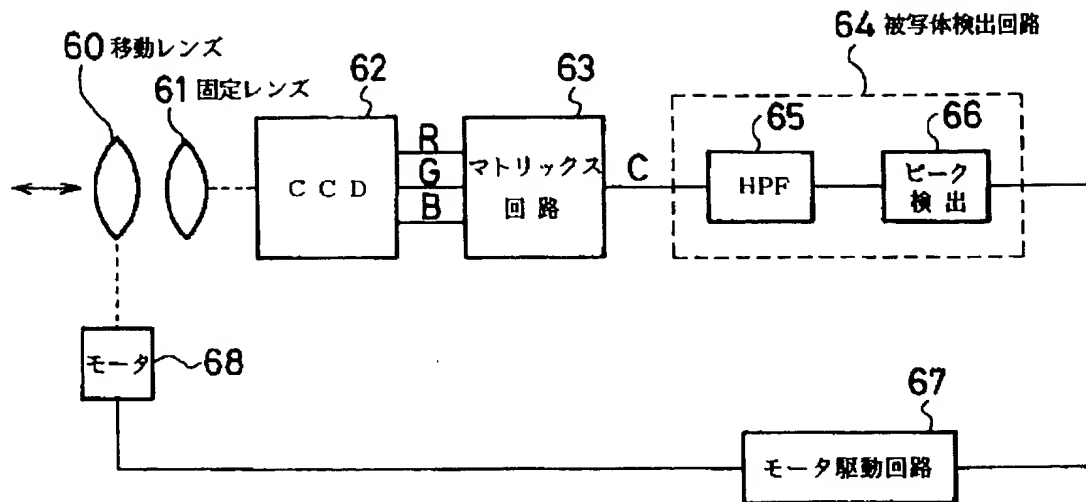 60 移動レンズ
61 固定レンズ
62
63
64 被写体検出回路
65
66
CCD
R
G
B
マトリックス
回路
C
HPF
ピーク
検出
モータ
68
67
モータ駆動回路